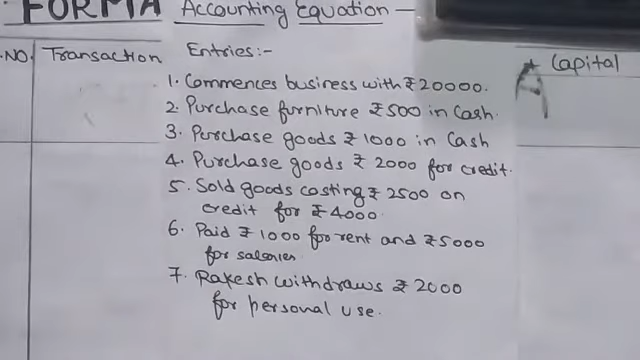 FORMA
Accounting Equation -
.NO. Transaction
Entries:-
+ Capital
1. Commences business with ₹20000.
2. Purchase furniture ₹500 in Cash.
3. Purchase goods ₹ 1000 in Cash
4. Purchase goods ₹ 2000 for credit.
5. Sold goods costing ₹ 2500 on
credit for ₹4000.
6. Paid ₹1000 for rent and ₹5000
for salaries
7. Rakesh withdraws ₹ 2000
for personal use.